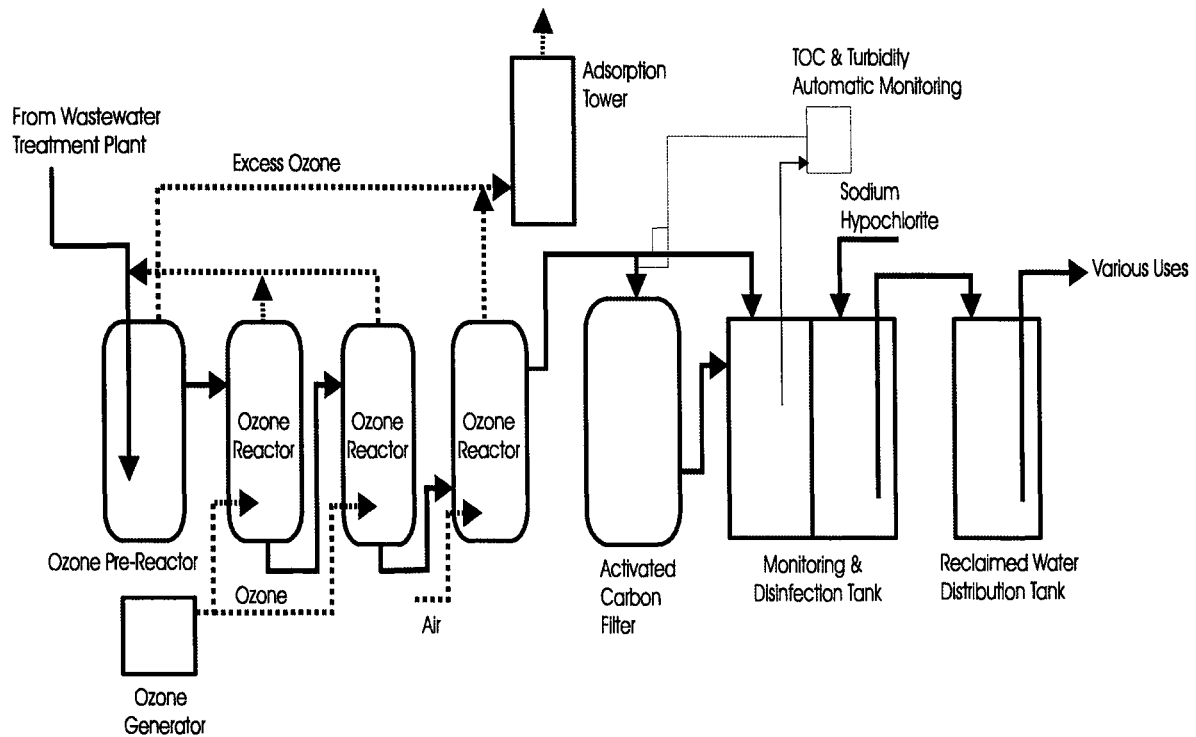 TOC & Turbidity
Automatic Monitoring
Adsorption
Tower
From Wastewater
Treatment Plant
Excess Ozone
Sodium
Hypochlorite
Various Uses
Ozone
Reactor
Ozone
Reactor
Ozone
Reactor
Ozone Pre-Reactor
Ozone
Air
Activated
Carbon
Filter
Monitoring &
Disinfection Tank
Reclaimed Water
Distribution Tank
Ozone
Generator